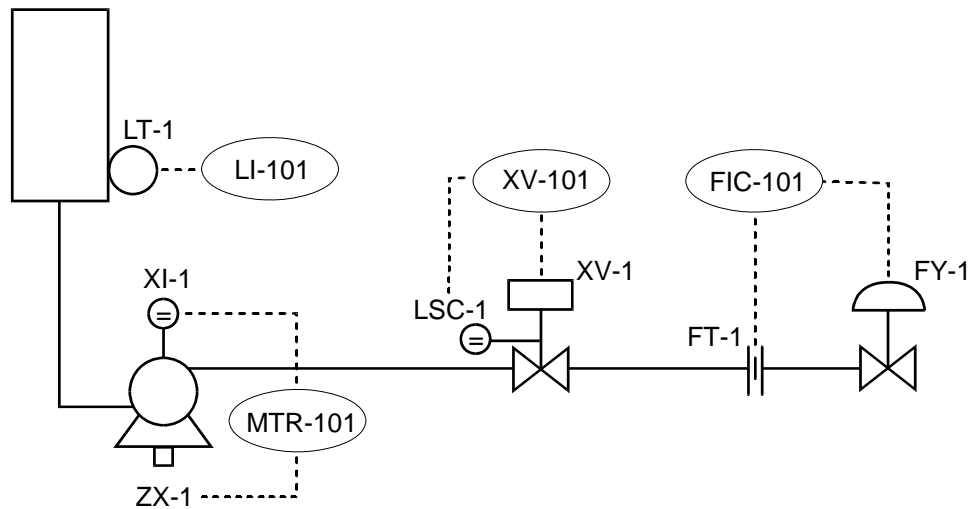 LT-1
LI-101
XV-101
FIC-101
XI-1
XV-1
FY-1
LSC-1
=
=
FT-1
MTR-101
ZX-1